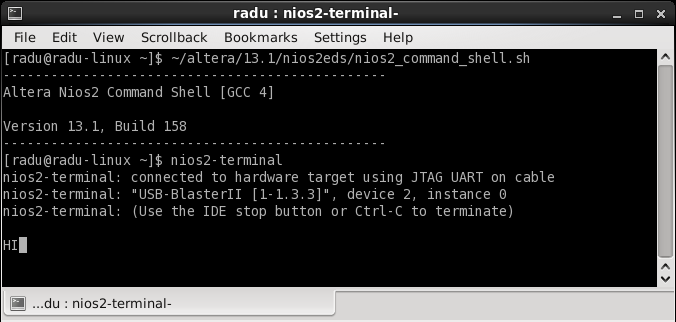 radu : nios2-terminal-
File Edit View Scrollback Bookmarks Settings Help
[radu@radu-linux ~]$ ~/altera/13.1/nios2eds/nios2_command_shell.sh
------------------------------------------------
Altera Nios2 Command Shell [GCC 4]
Version 13.1, Build 158
------------------------------------------------
[radu@radu-linux ~]$ nios2-terminal
nios2-terminal: connected to hardware target using JTAG UART on cable
nios2-terminal: "USB-BlasterII [1-1.3.3]", device 2, instance 0
nios2-terminal: (Use the IDE stop button or Ctrl-C to terminate)
HI
...du : nios2-terminal-